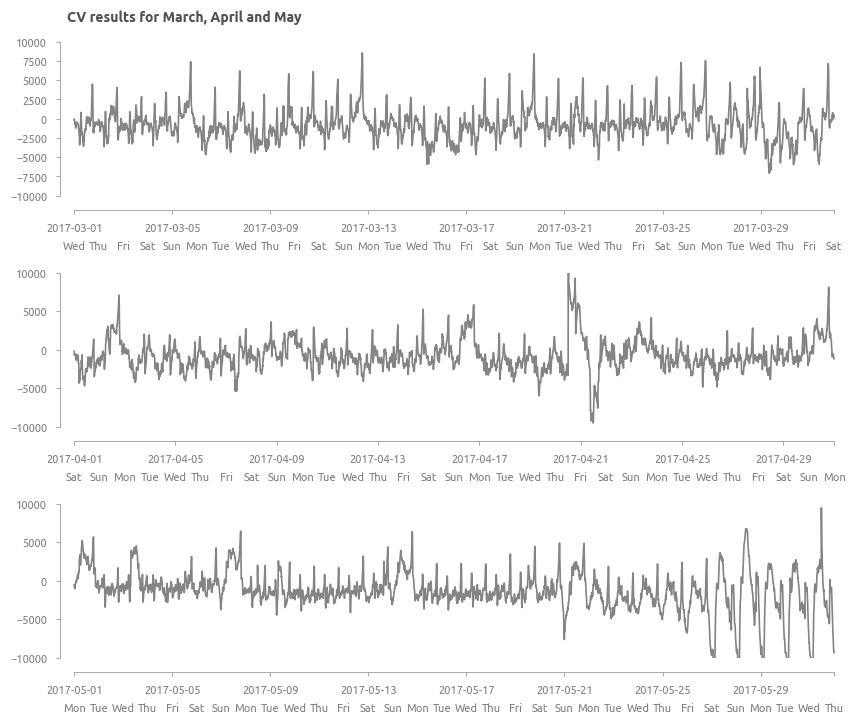 CV results for March, April and May
10000
7500
5000
2500
0
−2500
−5000
−7500
−10000
2017-03-01 2017-03-05 2017-03-09 2017-03-13 2017-03-17 2017-03-21 2017-03-25 2017-03-29
Wed Thu Fri Sat Sun Mon Tue Wed Thu Fri Sat Sun Mon Tue Wed Thu Fri Sat Sun Mon Tue Wed Thu Fri Sat Sun Mon Tue Wed Thu Fri Sat
10000
5000
0
−5000
−10000
2017-04-01 2017-04-05 2017-04-09 2017-04-13 2017-04-17 2017-04-21 2017-04-25 2017-04-29
Sat Sun Mon Tue Wed Thu Fri Sat Sun Mon Tue Wed Thu Fri Sat Sun Mon Tue Wed Thu Fri Sat Sun Mon Tue Wed Thu Fri Sat Sun Mon
10000
5000
0
−5000
−10000
2017-05-01 2017-05-05 2017-05-09 2017-05-13 2017-05-17 2017-05-21 2017-05-25 2017-05-29
Mon Tue Wed Thu Fri Sat Sun Mon Tue Wed Thu Fri Sat Sun Mon Tue Wed Thu Fri Sat Sun Mon Tue Wed Thu Fri Sat Sun Mon Tue Wed Thu